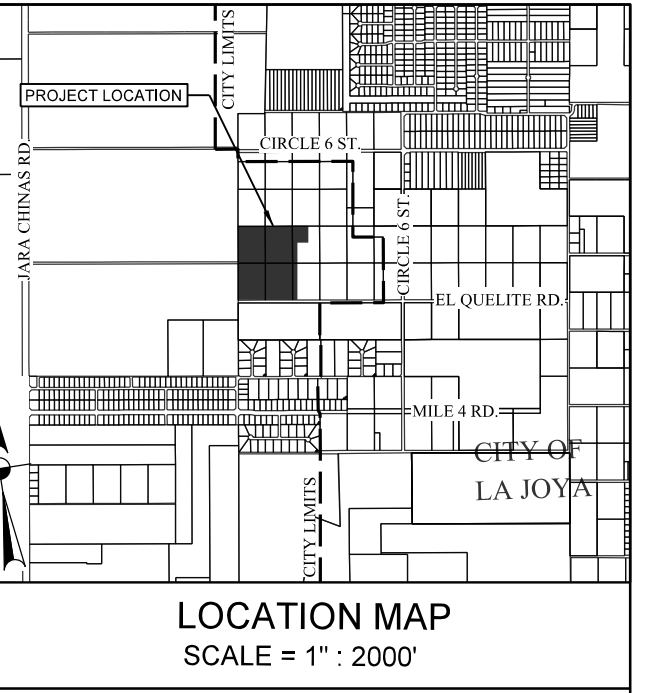 CITY LIMITS
PROJECT LOCATION
CIRCLE 6 ST.
JARA CHINAS RD.
CIRCLE 6 ST.
EL QUELITE RD.
MILE 4 RD.
CITY OF
LA JOYA
CITY LIMITS
LOCATION MAP
SCALE = 1" : 2000'